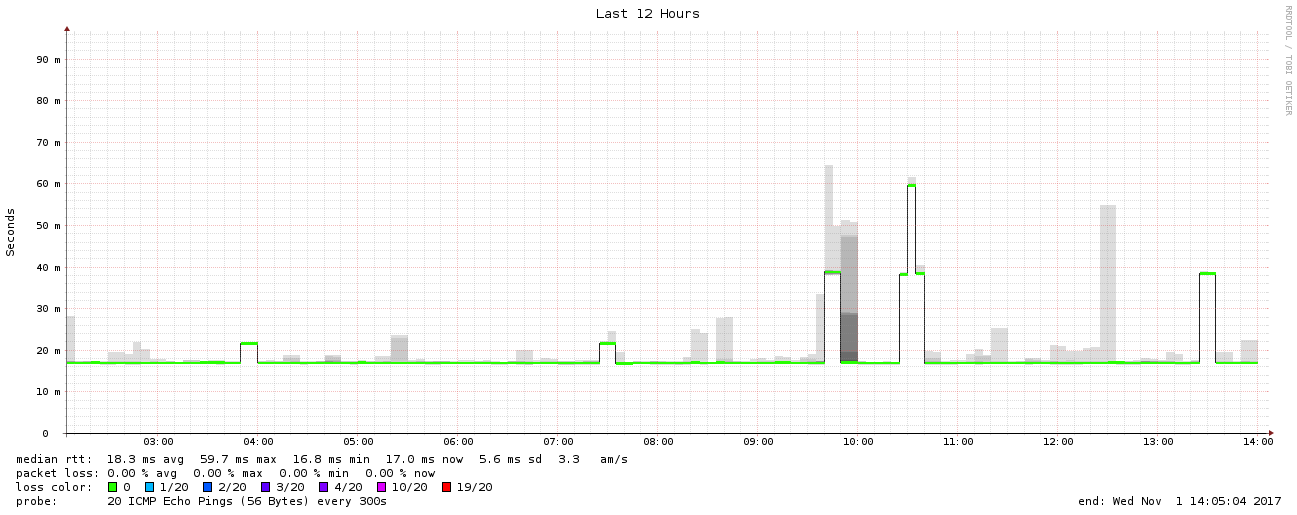 Last 12 Hours
RRDTOOL / TOBI OETIKER
Seconds
90 m
80 m
70 m
60 m
50 m
40 m
30 m
20 m
10 m
0
03:00 04:00 05:00 06:00 07:00 08:00 09:00 10:00 11:00 12:00 13:00 14:00
median rtt: 18.3 ms avg 59.7 ms max 16.8 ms min 17.0 ms now 5.6 ms sd 3.3 am/s
packet loss: 0.00 % avg 0.00 % max 0.00 % min 0.00 % now
loss color: 0 1/20 2/20 3/20 4/20 10/20 19/20
probe: 20 ICMP Echo Pings (56 Bytes) every 300s end: Wed Nov 1 14:05:04 2017